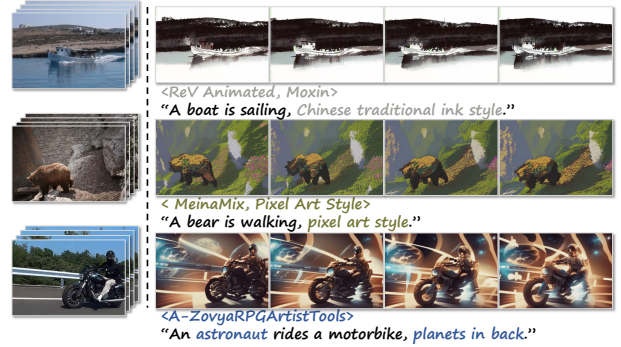 <ReV Animated, Moxin>
“A boat is sailing, Chinese traditional ink style.”
< MeinaMix, Pixel Art Style>
“A bear is walking, pixel art style.”
<A-ZovyaRPGArtistTools>
“An astronaut rides a motorbike, planets in back.”